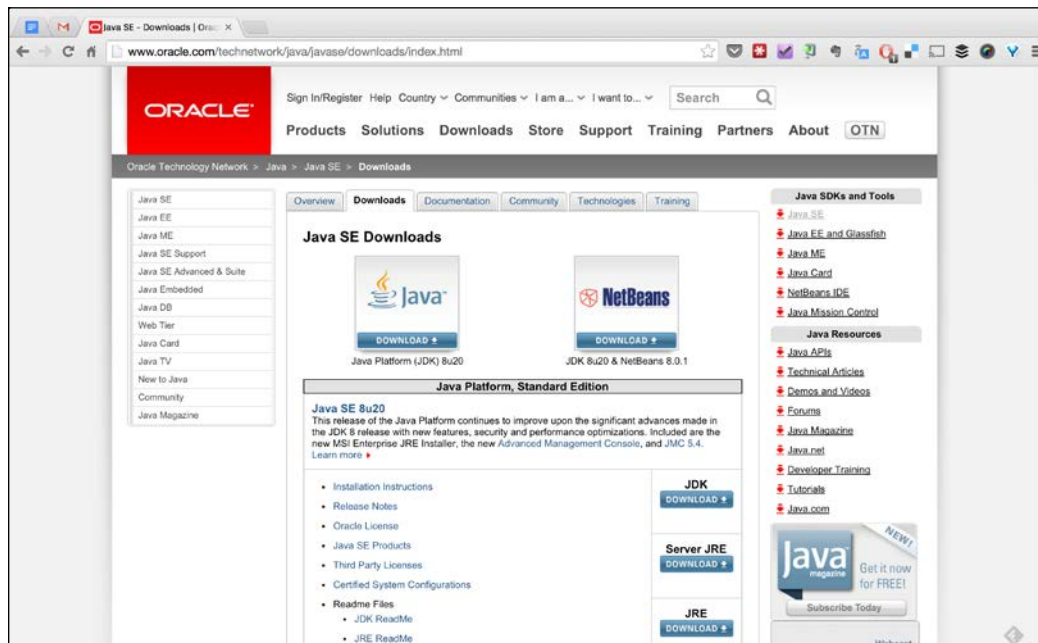 Java SE - Downloads | Orac
www.oracle.com/technetwork/java/javase/downloads/index.html
ORACLE
Sign In/Register Help Country Communities I am a... I want to... Search
Products Solutions Downloads Store Support Training Partners About OTN
Oracle Technology Network > Java > Java SE > Downloads
Java SE
Java EE
Java ME
Java SE Support
Java SE Advanced & Suite
Java Embedded
Java DB
Web Tier
Java Card
Java TV
New to Java
Community
Java Magazine
Overview Downloads Documentation Community Technologies Training
Java SE Downloads
Java
DOWNLOAD
Java Platform (JDK) 8u20
NetBeans
DOWNLOAD
JDK 8u20 & NetBeans 8.0.1
Java Platform, Standard Edition
Java SE 8u20
This release of the Java Platform continues to improve upon the significant advances made in
the JDK 8 release with new features, security and performance optimizations. Included are the
new MSI Enterprise JRE Installer, the new Advanced Management Console, and JMC 5.4.
Learn more
• Installation Instructions
• Release Notes
• Oracle License
• Java SE Products
• Third Party Licenses
• Certified System Configurations
• Readme Files
• JDK ReadMe
• JRE ReadMe
JDK
DOWNLOAD
Server JRE
DOWNLOAD
JRE
DOWNLOAD
Java SDKs and Tools
Java SE
Java EE and Glassfish
Java ME
Java Card
NetBeans IDE
Java Mission Control
Java Resources
Java APIs
Technical Articles
Demos and Videos
Forums
Java Magazine
Java.net
Developer Training
Tutorials
Java.com
NEW!
Java
magazine
Get it now
for FREE!
Subscribe Today